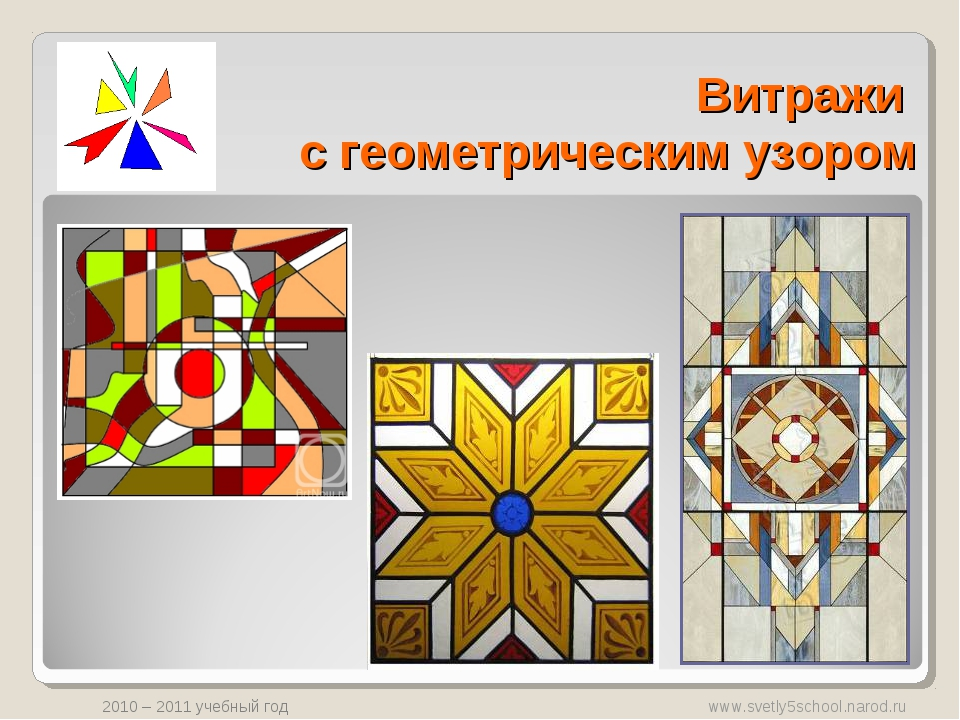 Витражи
с геометрическим узором
2010 – 2011 учебный год
www.svetly5school.narod.ru